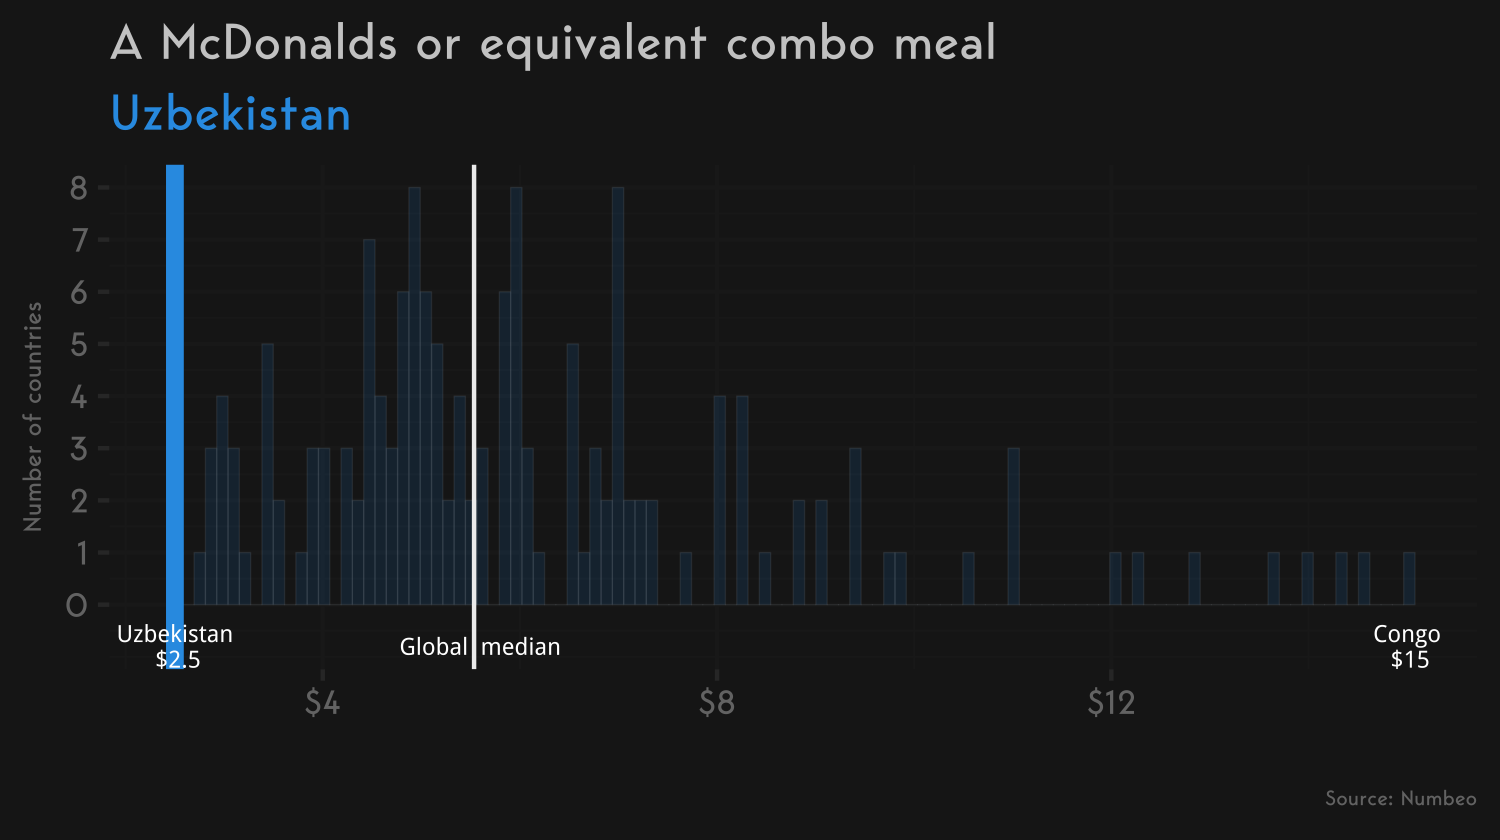 A McDonalds or equivalent combo meal
Uzbekistan
Number of countries
8
7
6
5
4
3
2
1
0
Uzbekistan
$2.5
Global median
Congo
$15
$4
$8
$12
Source: Numbeo